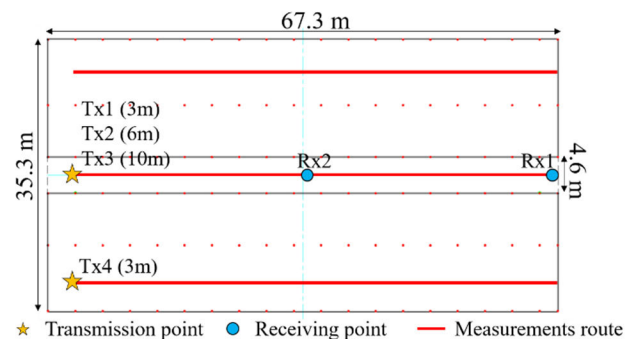 67.3 m
35.3 m
Tx1 (3m)
Tx2 (6m)
Tx3 (10m)
Rx2
Rx1
4.6 m
Tx4 (3m)
Transmission point
Receiving point
Measurements route